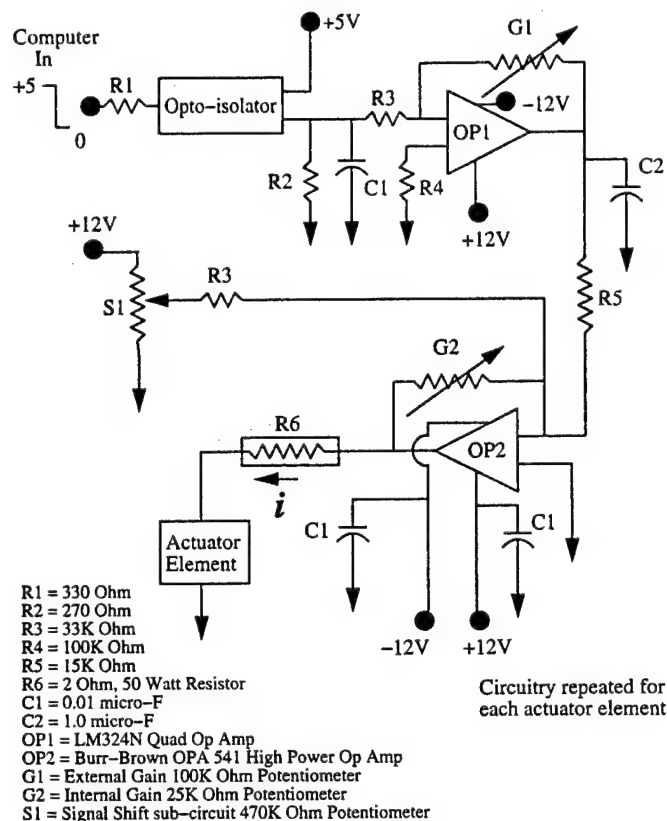 Computer
In
+5
0
R1
Opto-isolator
+5V
R2
C1
R3
R4
G1
-12V
OP1
+12V
C2
+12V
S1
R3
R5
G2
R6
OP2
i
C1
C1
Actuator
Element
-12V
+12V
R1 = 330 Ohm
R2 = 270 Ohm
R3 = 33K Ohm
R4 = 100K Ohm
R5 = 15K Ohm
R6 = 2 Ohm, 50 Watt Resistor
C1 = 0.01 micro-F
C2 = 1.0 micro-F
OP1 = LM324N Quad Op Amp
OP2 = Burr-Brown OPA 541 High Power Op Amp
G1 = External Gain 100K Ohm Potentiometer
G2 = Internal Gain 25K Ohm Potentiometer
S1 = Signal Shift sub-circuit 470K Ohm Potentiometer
Circuitry repeated for
each actuator element